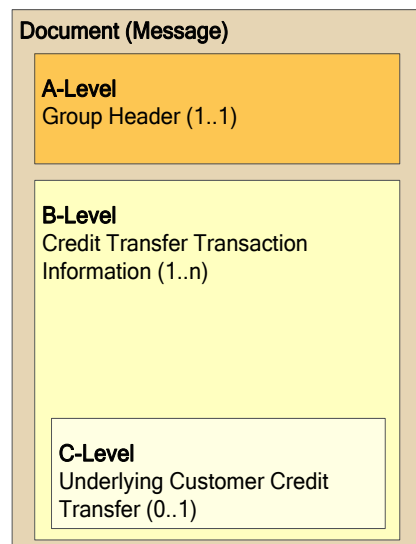 Document (Message)
A-Level
Group Header (1..1)
B-Level
Credit Transfer Transaction
Information (1..n)
C-Level
Underlying Customer Credit
Transfer (0..1)